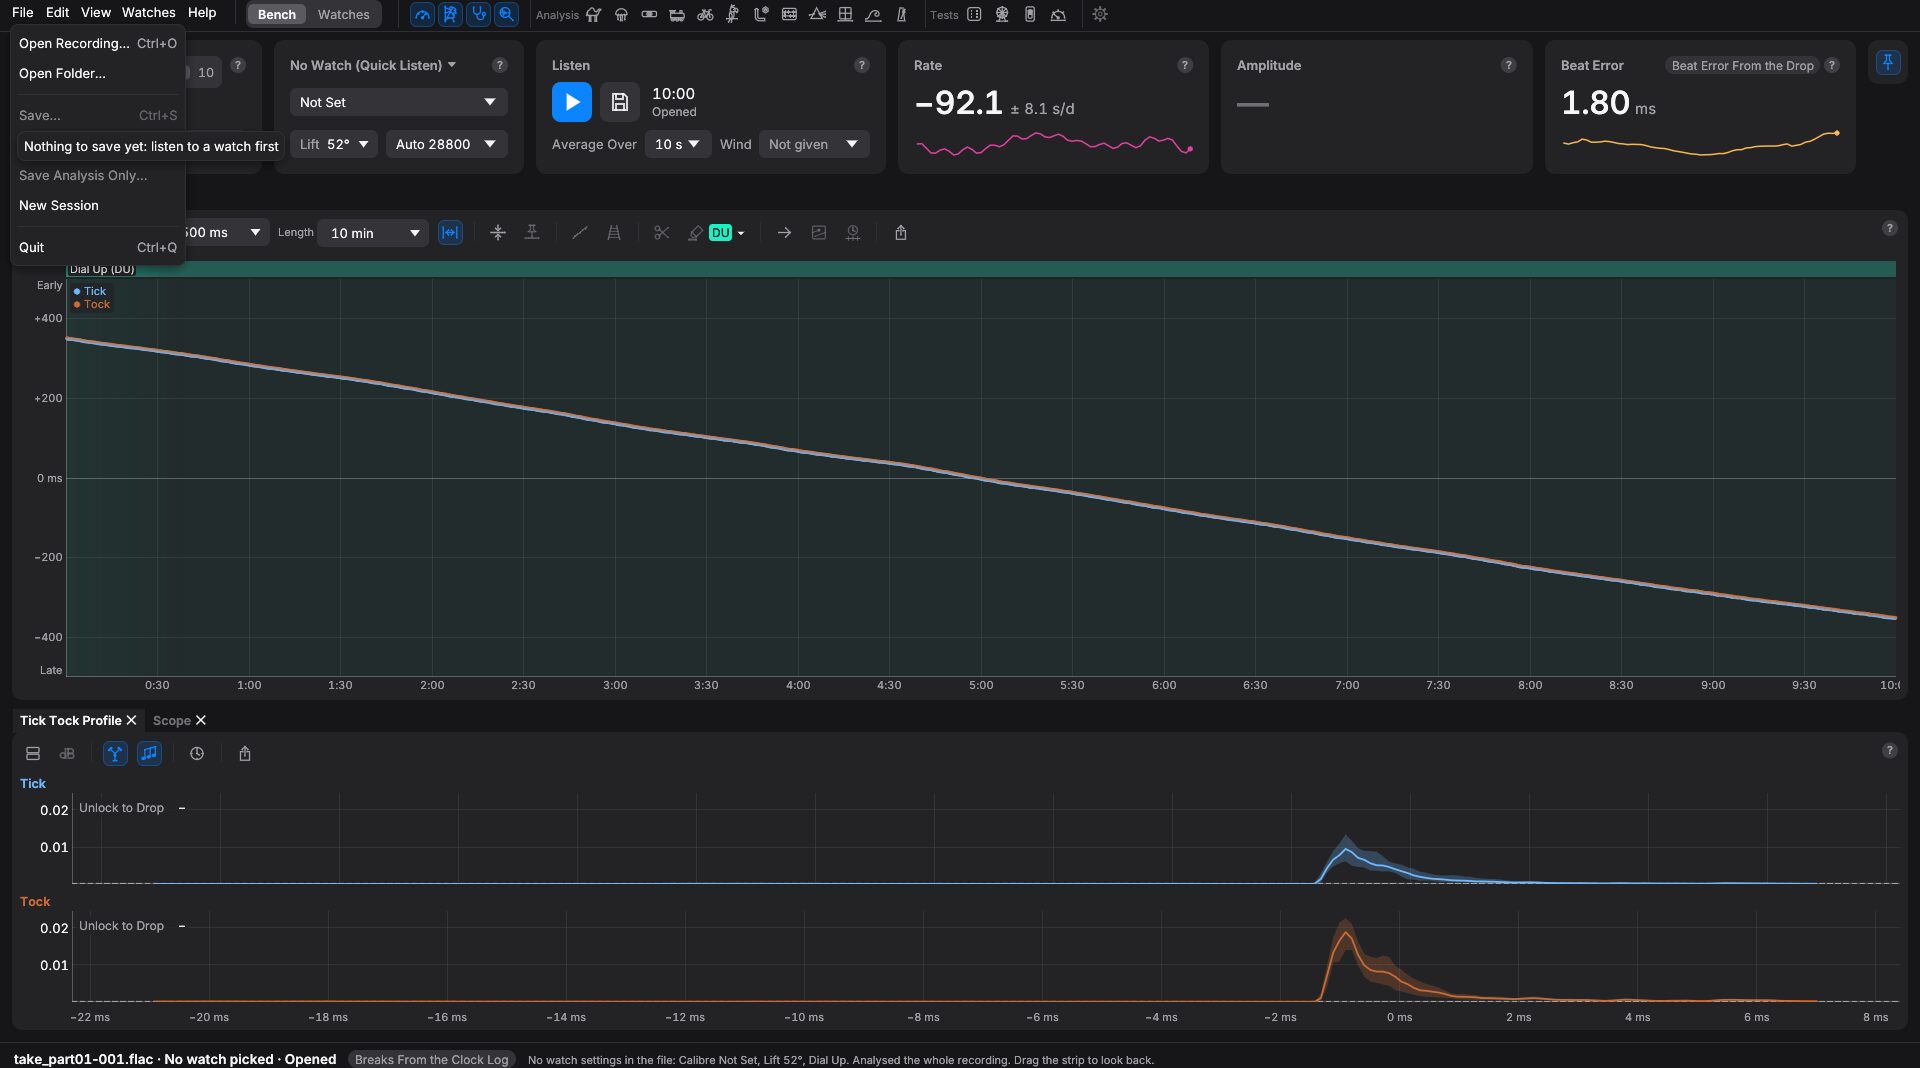 File Edit View Watches Help Bench Watches Analysis Tests
Open Recording... Ctrl+O
Open Folder...
Save... Ctrl+S
Nothing to save yet: listen to a watch first
Save Analysis Only...
New Session
Quit Ctrl+Q
10 ?
No Watch (Quick Listen) ?
Not Set
Lift 52° Auto 28800
Listen ?
10:00
Opened
Average Over 10 s Wind Not given
Rate ?
−92.1 ± 8.1 s/d
Amplitude ?
—
Beat Error Beat Error From the Drop ?
1.80 ms
00 ms Length 10 min DU ?
Dial Up (DU)
Early
Tick
Tock
+400
+200
0 ms
−200
−400
Late
0:30 1:00 1:30 2:00 2:30 3:00 3:30 4:00 4:30 5:00 5:30 6:00 6:30 7:00 7:30 8:00 8:30 9:00 9:30 10:0
Tick Tock Profile Scope
dB ?
Tick
0.02 Unlock to Drop –
0.01
Tock
0.02 Unlock to Drop –
0.01
−22 ms −20 ms −18 ms −16 ms −14 ms −12 ms −10 ms −8 ms −6 ms −4 ms −2 ms 0 ms 2 ms 4 ms 6 ms 8 ms
take_part01-001.flac · No watch picked · Opened Breaks From the Clock Log No watch settings in the file: Calibre Not Set, Lift 52°, Dial Up. Analysed the whole recording. Drag the strip to look back.